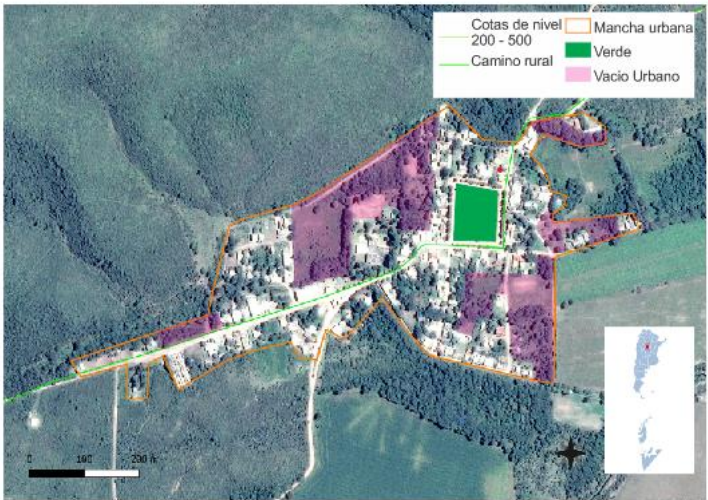 Cotas de nivel
200 - 500
Camino rural
Mancha urbana
Verde
Vacio Urbano
0 100 200 m